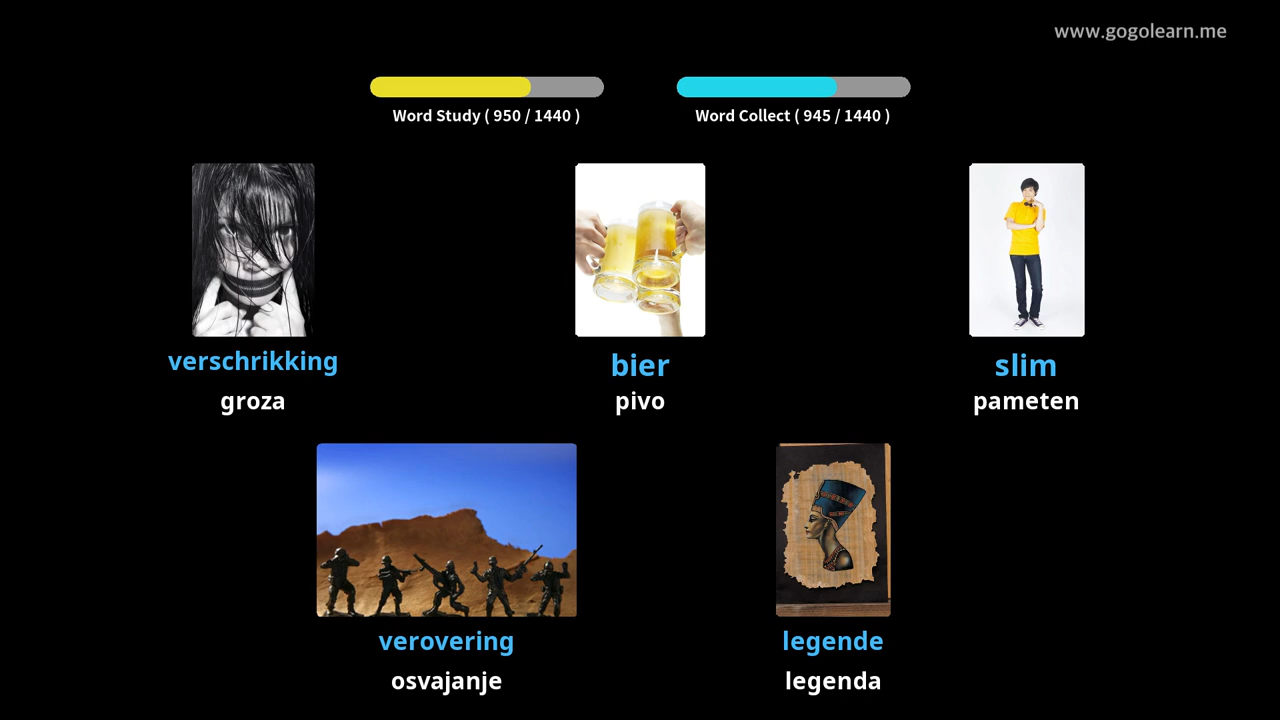 www.gogolearn.me
Word Study ( 950 / 1440 )
Word Collect ( 945 / 1440 )
verschrikking
groza
bier
pivo
slim
pameten
verovering
osvajanje
legende
legenda